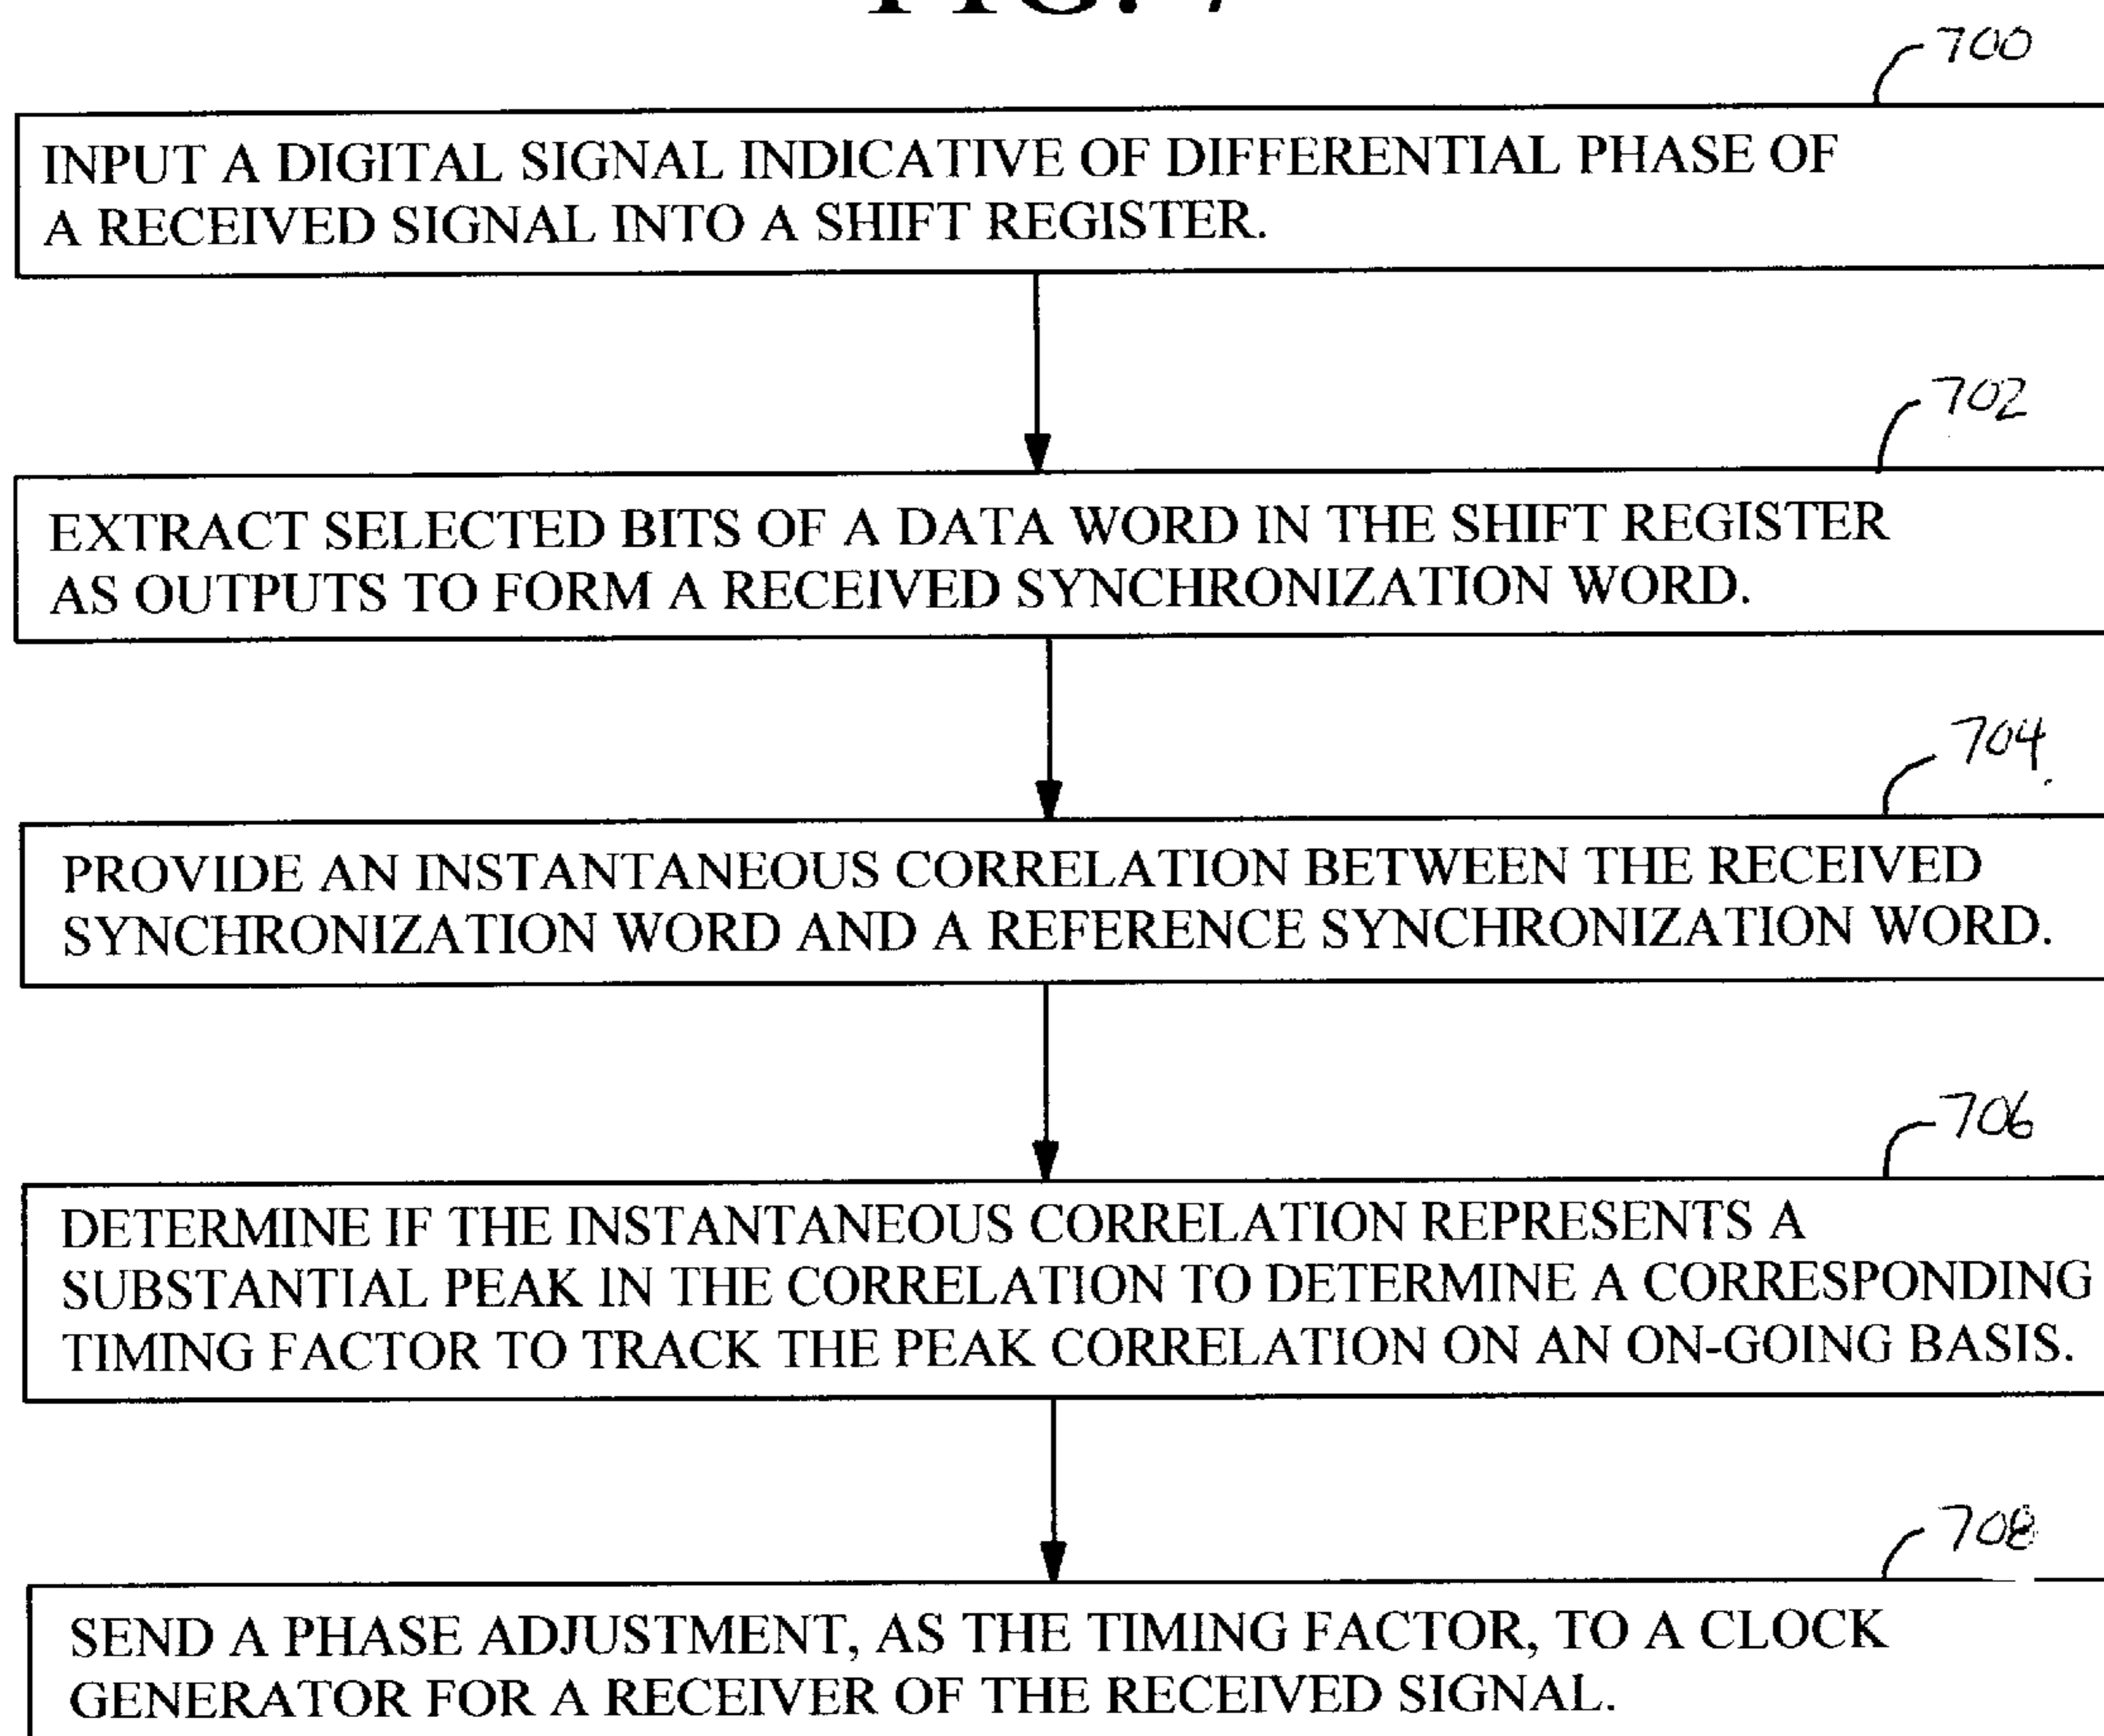 FIG. 7
700
INPUT A DIGITAL SIGNAL INDICATIVE OF DIFFERENTIAL PHASE OF
A RECEIVED SIGNAL INTO A SHIFT REGISTER.
702
EXTRACT SELECTED BITS OF A DATA WORD IN THE SHIFT REGISTER
AS OUTPUTS TO FORM A RECEIVED SYNCHRONIZATION WORD.
704
PROVIDE AN INSTANTANEOUS CORRELATION BETWEEN THE RECEIVED
SYNCHRONIZATION WORD AND A REFERENCE SYNCHRONIZATION WORD.
706
DETERMINE IF THE INSTANTANEOUS CORRELATION REPRESENTS A
SUBSTANTIAL PEAK IN THE CORRELATION TO DETERMINE A CORRESPONDING
TIMING FACTOR TO TRACK THE PEAK CORRELATION ON AN ON-GOING BASIS.
708
SEND A PHASE ADJUSTMENT, AS THE TIMING FACTOR, TO A CLOCK
GENERATOR FOR A RECEIVER OF THE RECEIVED SIGNAL.